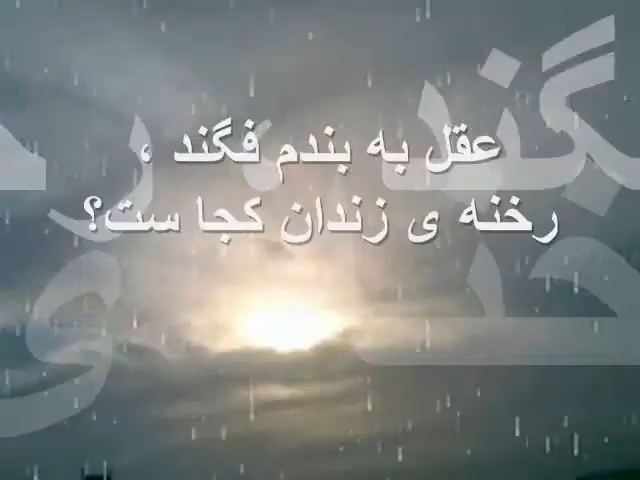 عقل به بندم فگند ،
رخنه ی زندان کجا ست؟